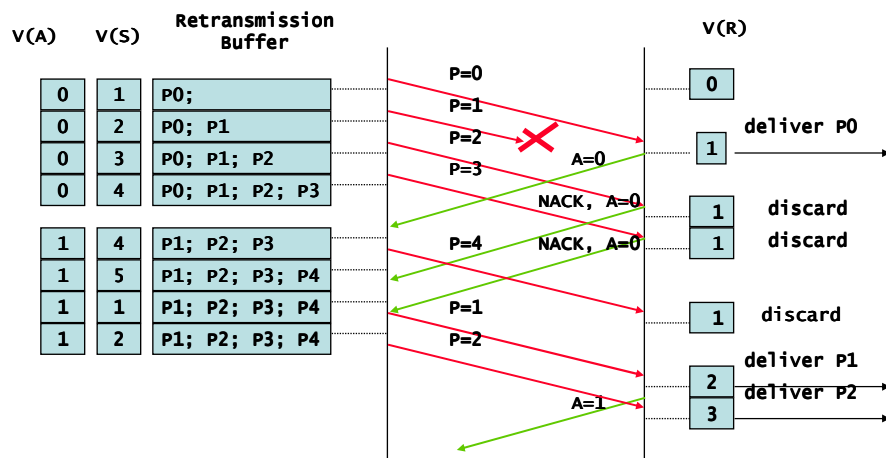 V(A) V(S) Retransmission Buffer V(R)
0 1 P0; P=0 0
0 2 P0; P1 P=1 deliver P0
0 3 P0; P1; P2 P=2 A=0 1
0 4 P0; P1; P2; P3 P=3 NACK, A=0 1 discard
1 4 P1; P2; P3 P=4 NACK, A=0 1 discard
1 5 P1; P2; P3; P4
1 1 P1; P2; P3; P4 P=1 1 discard
1 2 P1; P2; P3; P4 P=2 deliver P1
2 deliver P2
A=1 3